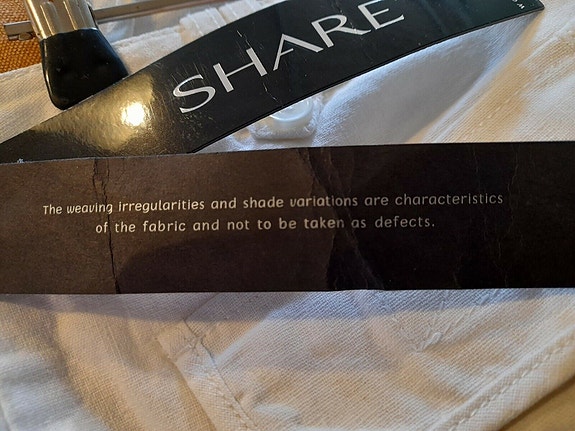 SHARE
The weaving irregularities and shade variations are characteristics
of the fabric and not to be taken as defects.